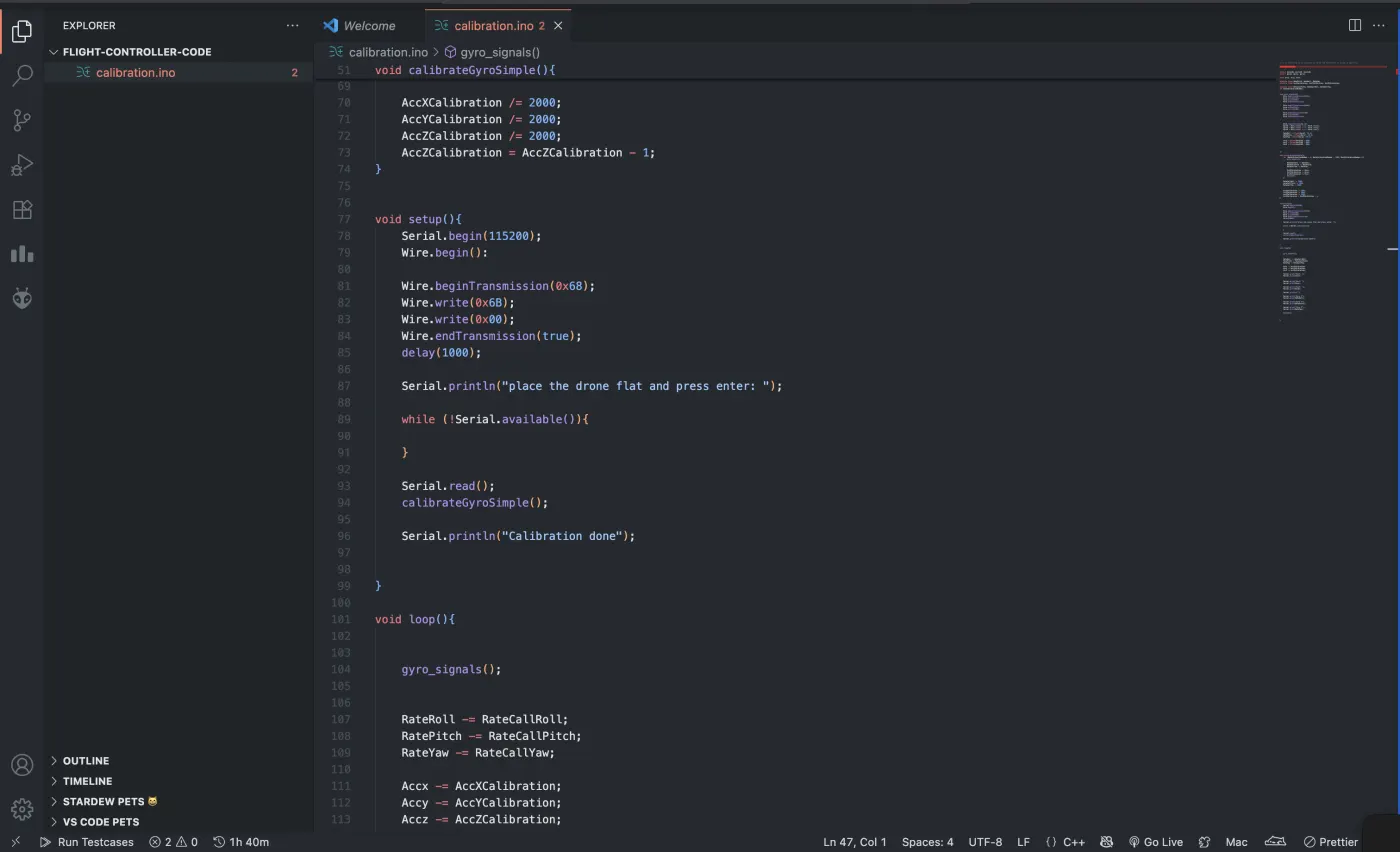 EXPLORER
FLIGHT-CONTROLLER-CODE
calibration.ino 2
OUTLINE
TIMELINE
STARDEW PETS 😼
VS CODE PETS
Welcome
calibration.ino 2
calibration.ino > gyro_signals()
51 void calibrateGyroSimple(){
69
70 AccXCalibration /= 2000;
71 AccYCalibration /= 2000;
72 AccZCalibration /= 2000;
73 AccZCalibration = AccZCalibration - 1;
74 }
75
76
77 void setup(){
78 Serial.begin(115200);
79 Wire.begin():
80
81 Wire.beginTransmission(0x68);
82 Wire.write(0x6B);
83 Wire.write(0x00);
84 Wire.endTransmission(true);
85 delay(1000);
86
87 Serial.println("place the drone flat and press enter: ");
88
89 while (!Serial.available()){
90
91 }
92
93 Serial.read();
94 calibrateGyroSimple();
95
96 Serial.println("Calibration done");
97
98
99 }
100
101 void loop(){
102
103
104 gyro_signals();
105
106
107 RateRoll -= RateCallRoll;
108 RatePitch -= RateCallPitch;
109 RateYaw -= RateCallYaw;
110
111 Accx -= AccXCalibration;
112 Accy -= AccYCalibration;
113 Accz -= AccZCalibration;
Run Testcases 2 0 1h 40m Ln 47, Col 1 Spaces: 4 UTF-8 LF {} C++ Go Live Mac Prettier